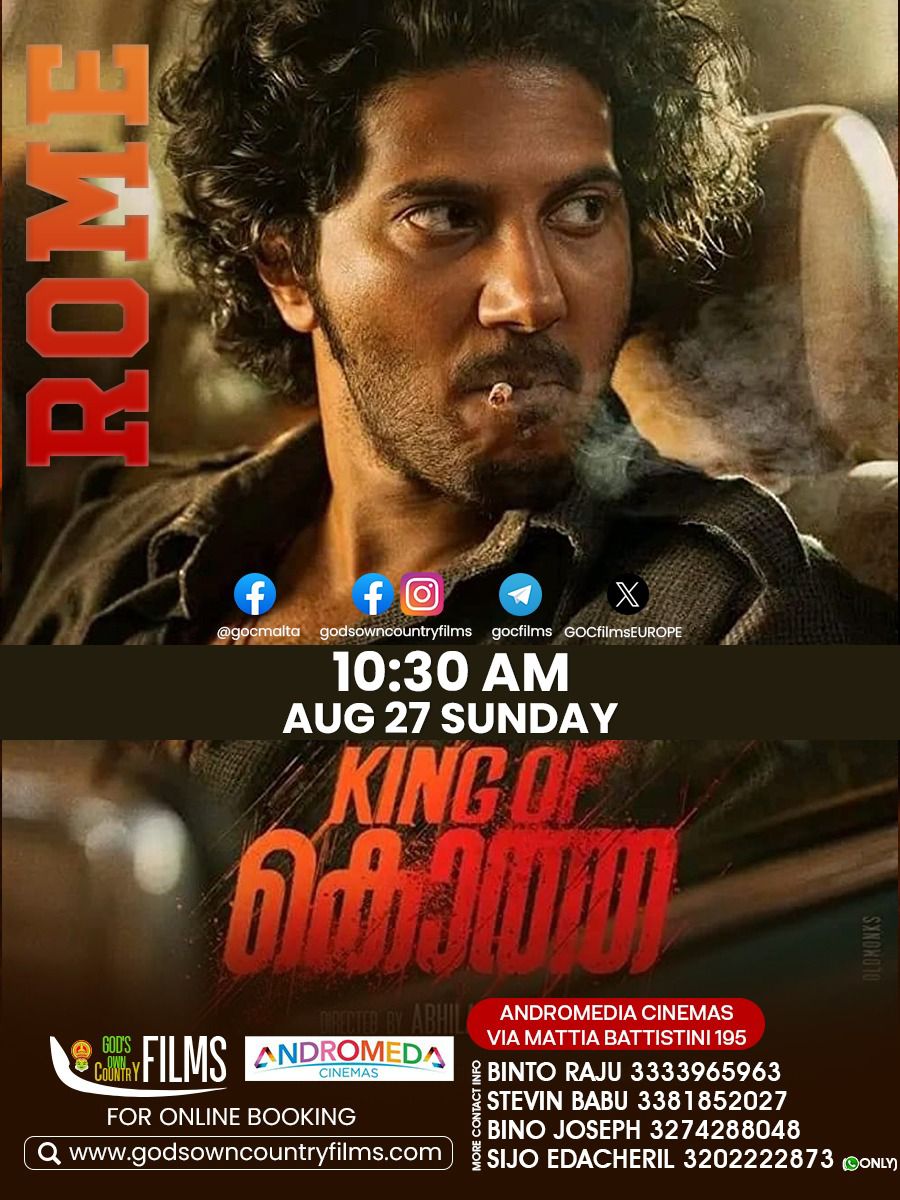 ROME
@gocmalta
godsowncountryfilms
gocfilms
GOCfilmsEUROPE
10:30 AM
AUG 27 SUNDAY
KING OF
കൊത്ത
OLDMONKS
DIRECTED BY ABHIL
ANDROMEDIA CINEMAS
VIA MATTIA BATTISTINI 195
GOD'S
OWN
COUNTRY
FILMS
ANDROMEDA
CINEMAS
FOR ONLINE BOOKING
www.godsowncountryfilms.com
MORE CONTACT INFO
BINTO RAJU 3333965963
STEVIN BABU 3381852027
BINO JOSEPH 3274288048
SIJO EDACHERIL 3202222873 (ONLY)